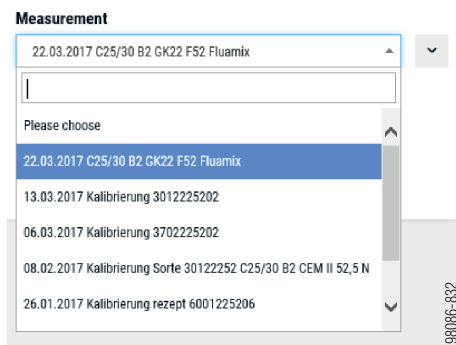 Measurement
22.03.2017 C25/30 B2 GK22 F52 Fluamix
Please choose
22.03.2017 C25/30 B2 GK22 F52 Fluamix
13.03.2017 Kalibrierung 3012225202
06.03.2017 Kalibrierung 3702225202
08.02.2017 Kalibrierung Sorte 30122252 C25/30 B2 CEM II 52,5 N
26.01.2017 Kalibrierung rezept 6001225206
98086-832